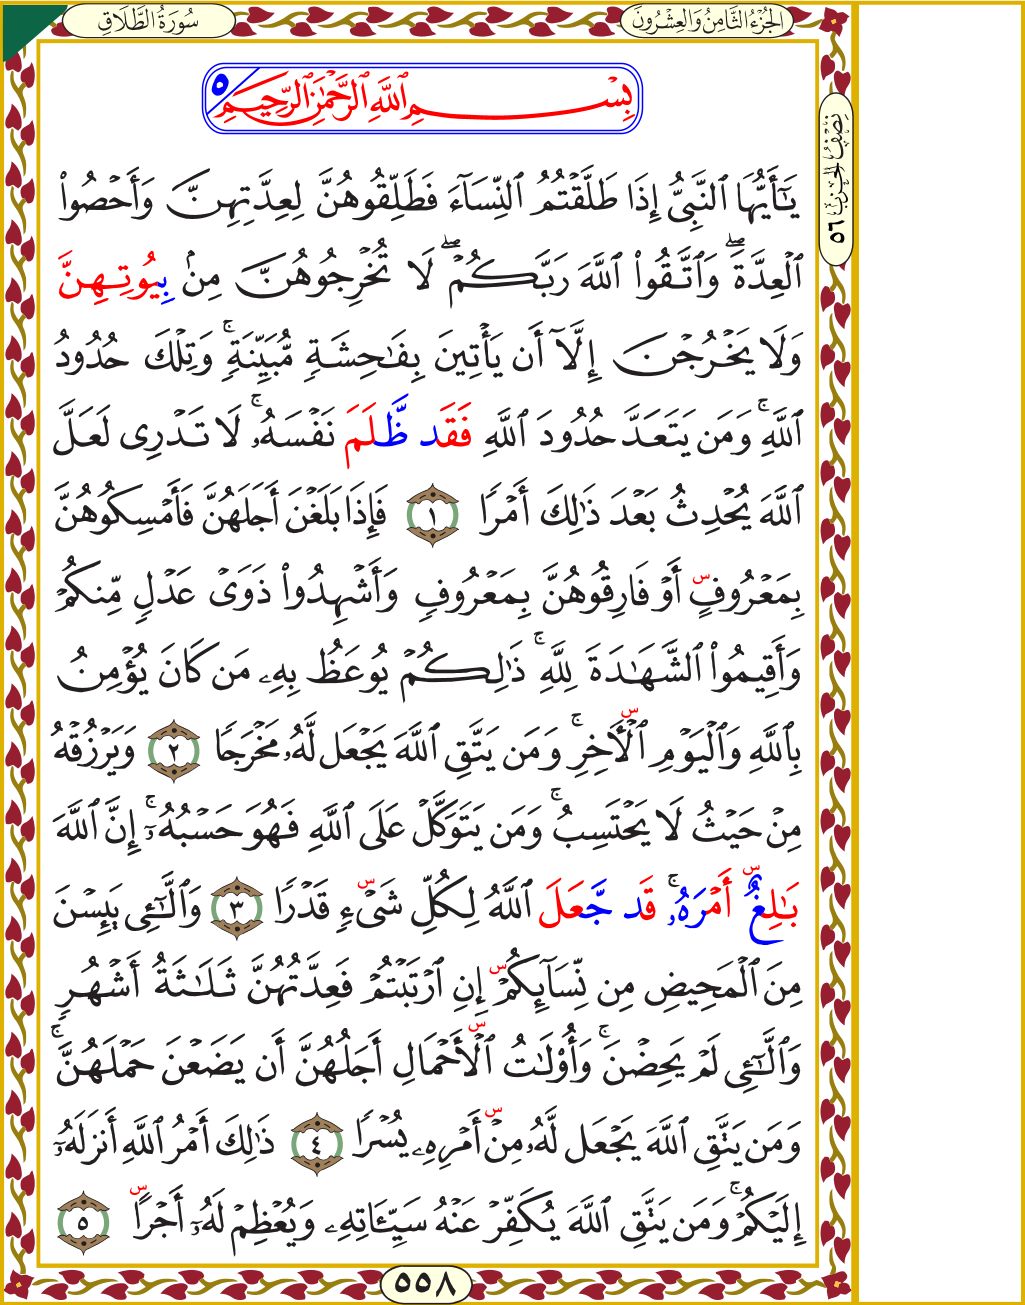 سُورَةُ الطَّلَاقِ
الجُزْءُ الثَّامِنُ وَالعِشْرُونَ
بِسْمِ ٱللَّهِ ٱلرَّحْمَٰنِ ٱلرَّحِيمِ ٥
نِصْفُ الحِزْبِ ٥٦
يَـٰٓأَيُّهَا ٱلنَّبِىُّ إِذَا طَلَّقْتُمُ ٱلنِّسَآءَ فَطَلِّقُوهُنَّ لِعِدَّتِهِنَّ وَأَحْصُوا۟
ٱلْعِدَّةَ ۖ وَٱتَّقُوا۟ ٱللَّهَ رَبَّكُمْ ۖ لَا تُخْرِجُوهُنَّ مِنۢ بِيُوتِهِنَّ
وَلَا يَخْرُجْنَ إِلَّآ أَن يَأْتِينَ بِفَـٰحِشَةٍ مُّبَيِّنَةٍ ۚ وَتِلْكَ حُدُودُ
ٱللَّهِ ۚ وَمَن يَتَعَدَّ حُدُودَ ٱللَّهِ فَقَد ظَّلَمَ نَفْسَهُۥ ۚ لَا تَدْرِى لَعَلَّ
ٱللَّهَ يُحْدِثُ بَعْدَ ذَٰلِكَ أَمْرًا ١ فَإِذَا بَلَغْنَ أَجَلَهُنَّ فَأَمْسِكُوهُنَّ
بِمَعْرُوفٍ أَوْ فَارِقُوهُنَّ بِمَعْرُوفٍ وَأَشْهِدُوا۟ ذَوَىْ عَدْلٍ مِّنكُمْ
وَأَقِيمُوا۟ ٱلشَّهَـٰدَةَ لِلَّهِ ۚ ذَٰلِكُمْ يُوعَظُ بِهِۦ مَن كَانَ يُؤْمِنُ
بِٱللَّهِ وَٱلْيَوْمِ ٱلْـَٔاخِرِ ۚ وَمَن يَتَّقِ ٱللَّهَ يَجْعَل لَّهُۥ مَخْرَجًا ٢ وَيَرْزُقْهُ
مِنْ حَيْثُ لَا يَحْتَسِبُ ۚ وَمَن يَتَوَكَّلْ عَلَى ٱللَّهِ فَهُوَ حَسْبُهُۥٓ ۚ إِنَّ ٱللَّهَ
بَـٰلِغٌ أَمْرَهُۥ ۚ قَد جَّعَلَ ٱللَّهُ لِكُلِّ شَىْءٍ قَدْرًا ٣ وَٱلَّـٰٓـِٔى يَئِسْنَ
مِنَ ٱلْمَحِيضِ مِن نِّسَآئِكُمْ إِنِ ٱرْتَبْتُمْ فَعِدَّتُهُنَّ ثَلَـٰثَةُ أَشْهُرٍ
وَٱلَّـٰٓـِٔى لَمْ يَحِضْنَ ۚ وَأُو۟لَـٰتُ ٱلْأَحْمَالِ أَجَلُهُنَّ أَن يَضَعْنَ حَمْلَهُنَّ ۚ
وَمَن يَتَّقِ ٱللَّهَ يَجْعَل لَّهُۥ مِنْ أَمْرِهِۦ يُسْرًا ٤ ذَٰلِكَ أَمْرُ ٱللَّهِ أَنزَلَهُۥٓ
إِلَيْكُمْ ۚ وَمَن يَتَّقِ ٱللَّهَ يُكَفِّرْ عَنْهُ سَيِّـَٔاتِهِۦ وَيُعْظِمْ لَهُۥٓ أَجْرًا ٥
٥٥٨